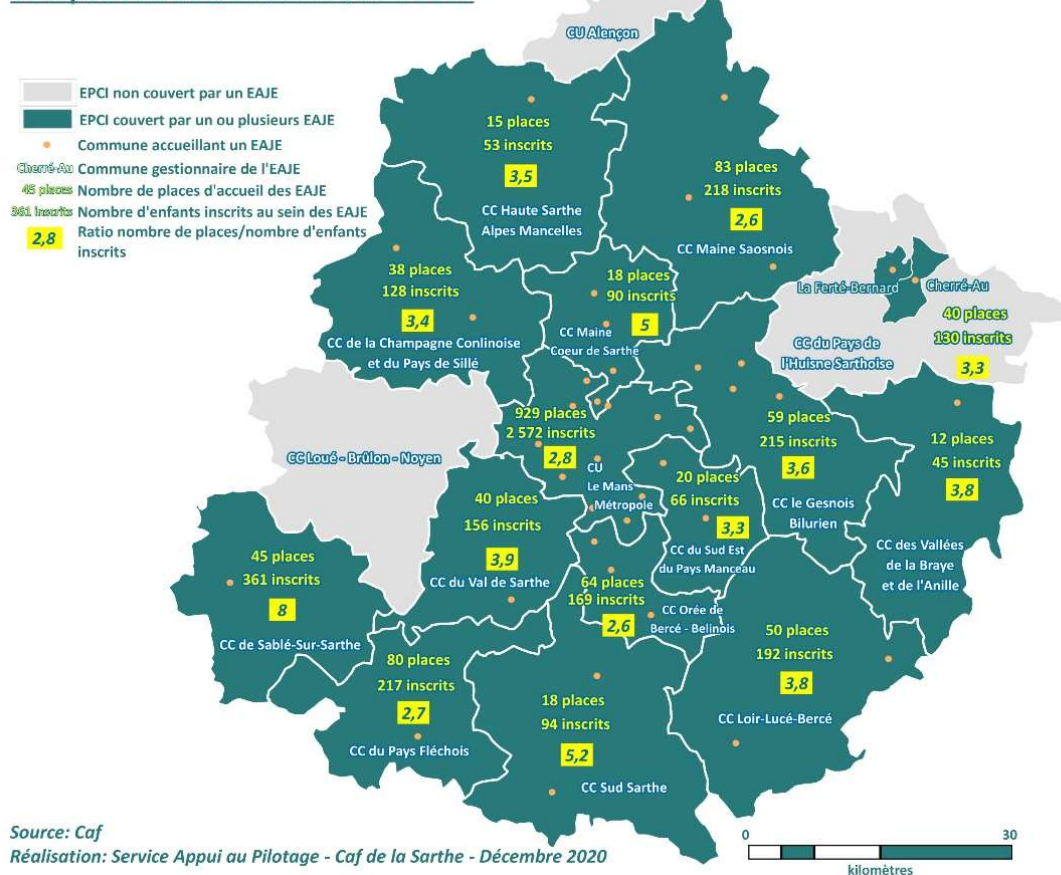 CU Alençon
EPCI non couvert par un EAJE
EPCI couvert par un ou plusieurs EAJE
Commune accueillant un EAJE
Cherré-Au Commune gestionnaire de l'EAJE
45 places Nombre de places d'accueil des EAJE
361 inscrits Nombre d'enfants inscrits au sein des EAJE
2,8 Ratio nombre de places/nombre d'enfants
inscrits
15 places
53 inscrits
3,5
CC Haute Sarthe
Alpes Mancelles
83 places
218 inscrits
2,6
CC Maine Saosnois
38 places
128 inscrits
3,4
CC de la Champagne Conlinoise
et du Pays de Sillé
18 places
90 inscrits
5
CC Maine
Coeur de Sarthe
La Ferté-Bernard
Cherré-Au
40 places
130 inscrits
3,3
CC du Pays de
l'Huisne Sarthoise
CC Loué - Brûlon - Noyen
929 places
2 572 inscrits
2,8
CU
Le Mans
Métropole
59 places
215 inscrits
3,6
CC le Gesnois
Bilurien
12 places
45 inscrits
3,8
CC des Vallées
de la Braye
et de l'Anille
20 places
66 inscrits
3,3
CC du Sud Est
du Pays Manceau
40 places
156 inscrits
3,9
CC du Val de Sarthe
45 places
361 inscrits
8
CC de Sablé-Sur-Sarthe
64 places
169 inscrits
2,6
CC Orée de
Bercé - Belinois
50 places
192 inscrits
3,8
CC Loir-Lucé-Bercé
80 places
217 inscrits
2,7
CC du Pays Fléchois
18 places
94 inscrits
5,2
CC Sud Sarthe
Source: Caf
Réalisation: Service Appui au Pilotage - Caf de la Sarthe - Décembre 2020
0 30
kilomètres